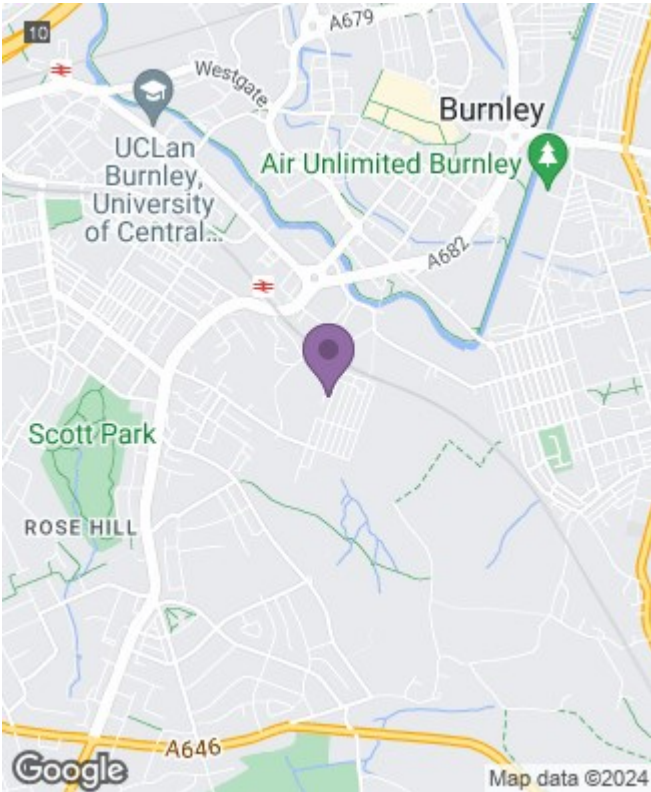 10
A679
Westgate
Burnley
UCLan
Burnley,
University
of Central...
Air Unlimited Burnley
A682
Scott Park
ROSE HILL
A646
Google
Map data ©2024